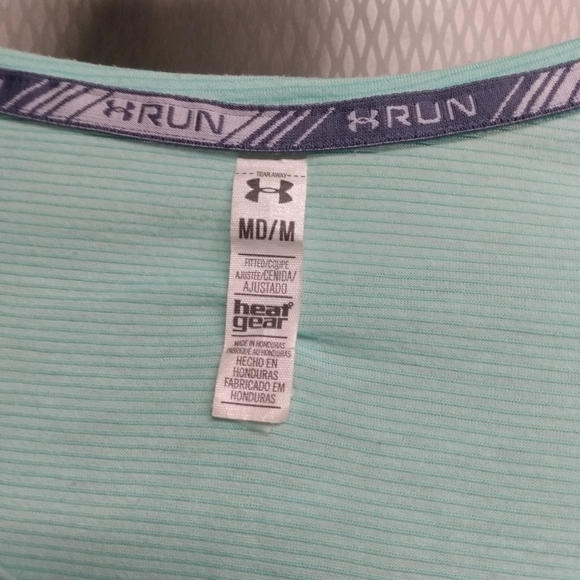 RUN RUN
TEAR AWAY
MD/M
FITTED/COUPE
AJUSTÉE/CEÑIDA/
AJUSTADO
heat
gear
MADE IN HONDURAS
FABRIQUÉ AU HONDURAS
HECHO EN
HONDURAS
FABRICADO EM
HONDURAS